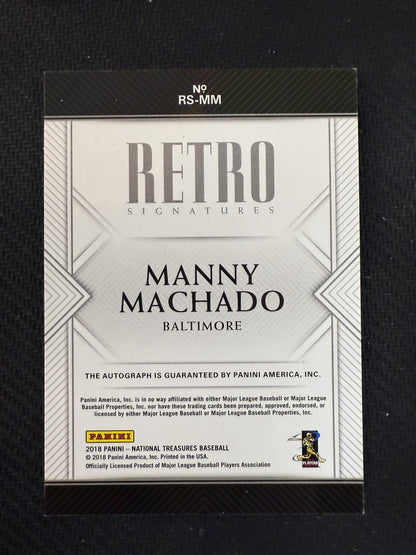 Nº
RS-MM
RETRO
SIGNATURES
MANNY
MACHADO
BALTIMORE
THE AUTOGRAPH IS GUARANTEED BY PANINI AMERICA, INC.
Panini America, Inc. is in no way affiliated with either Major League Baseball or Major League
Baseball Properties, Inc. nor have these trading cards been prepared, approved, endorsed, or
licensed by either Major League Baseball or Major League Baseball Properties, Inc.
PANINI
2018 PANINI – NATIONAL TREASURES BASEBALL
© 2018 Panini America, Inc. Printed in the USA.
Officially Licensed Product of Major League Baseball Players Association
PLAYERS